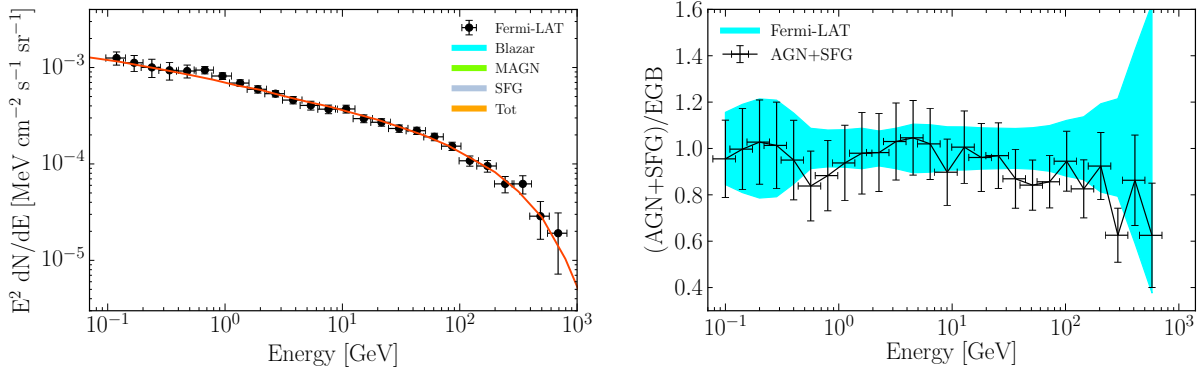 Fermi-LAT
Blazar
MAGN
SFG
Tot
E² dN/dE [MeV cm⁻² s⁻¹ sr⁻¹]
10⁻³
10⁻⁴
10⁻⁵
10⁻¹ 10⁰ 10¹ 10² 10³
Energy [GeV]
Fermi-LAT
AGN+SFG
(AGN+SFG)/EGB
1.6
1.4
1.2
1.0
0.8
0.6
0.4
10⁻¹ 10⁰ 10¹ 10² 10³
Energy [GeV]